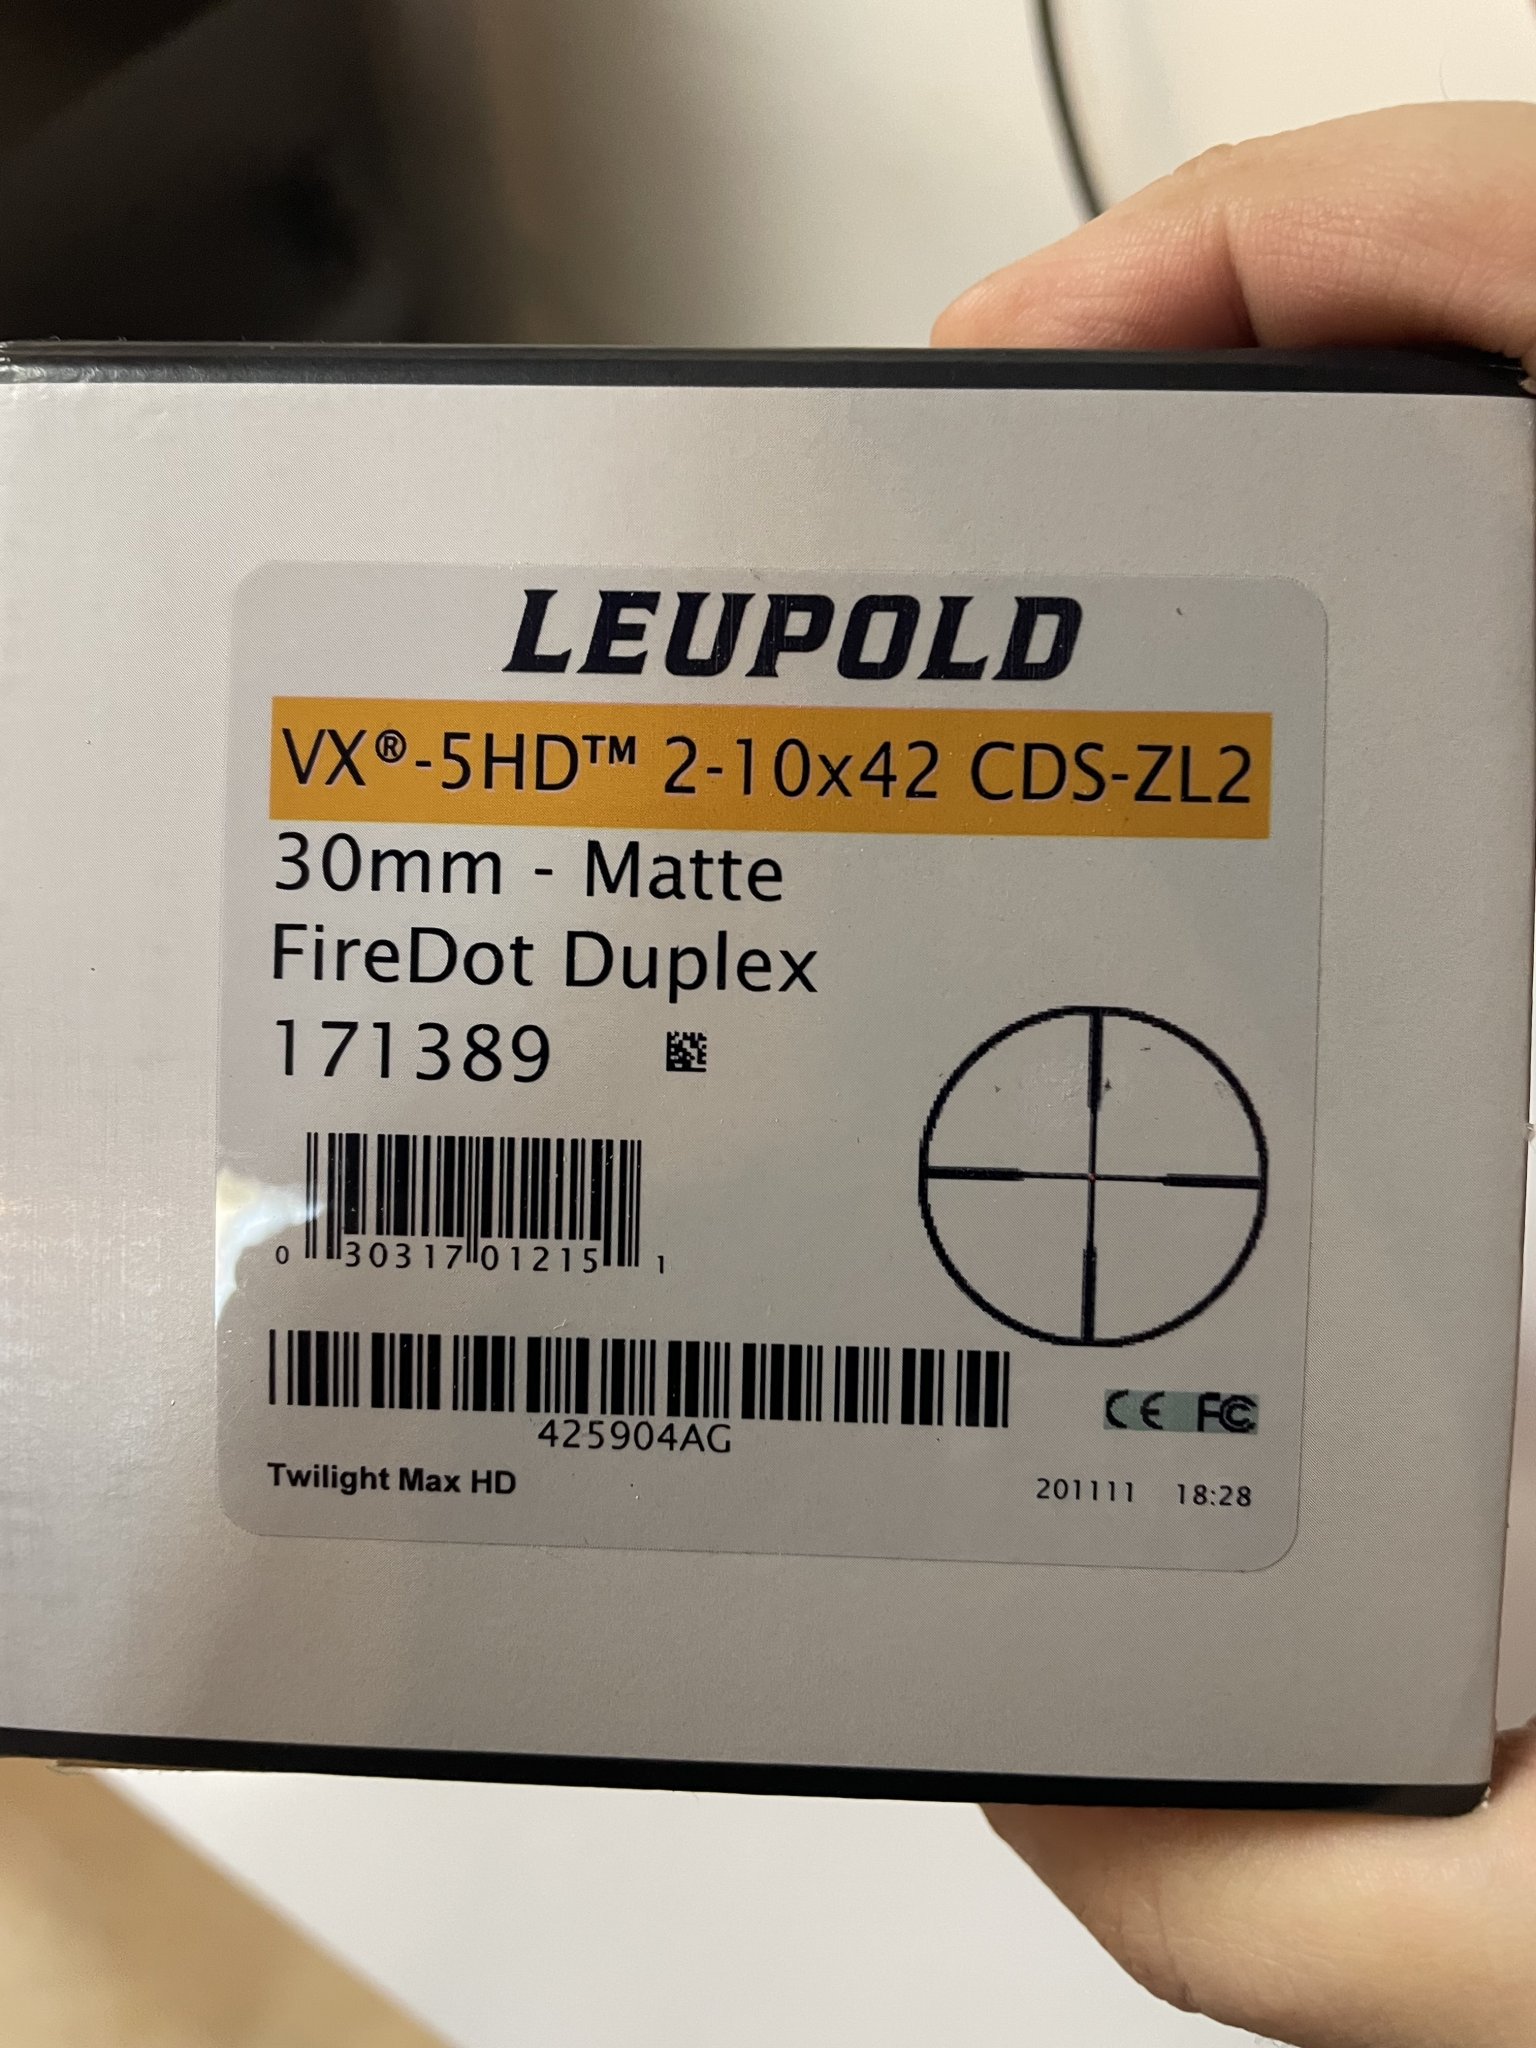 LEUPOLD
VX®-5HD™ 2-10x42 CDS-ZL2
30mm - Matte
FireDot Duplex
171389
0 30317 01215 1
425904AG
CE FC
Twilight Max HD
201111 18:28